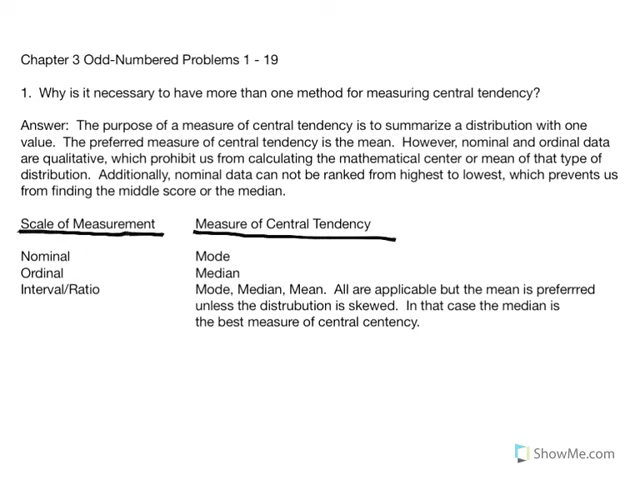 Chapter 3 Odd-Numbered Problems 1 - 19
1. Why is it necessary to have more than one method for measuring central tendency?
Answer: The purpose of a measure of central tendency is to summarize a distribution with one
value. The preferred measure of central tendency is the mean. However, nominal and ordinal data
are qualitative, which prohibit us from calculating the mathematical center or mean of that type of
distribution. Additionally, nominal data can not be ranked from highest to lowest, which prevents us
from finding the middle score or the median.
Scale of Measurement Measure of Central Tendency
Nominal Mode
Ordinal Median
Interval/Ratio Mode, Median, Mean. All are applicable but the mean is preferrred
unless the distrubution is skewed. In that case the median is
the best measure of central centency.
ShowMe.com